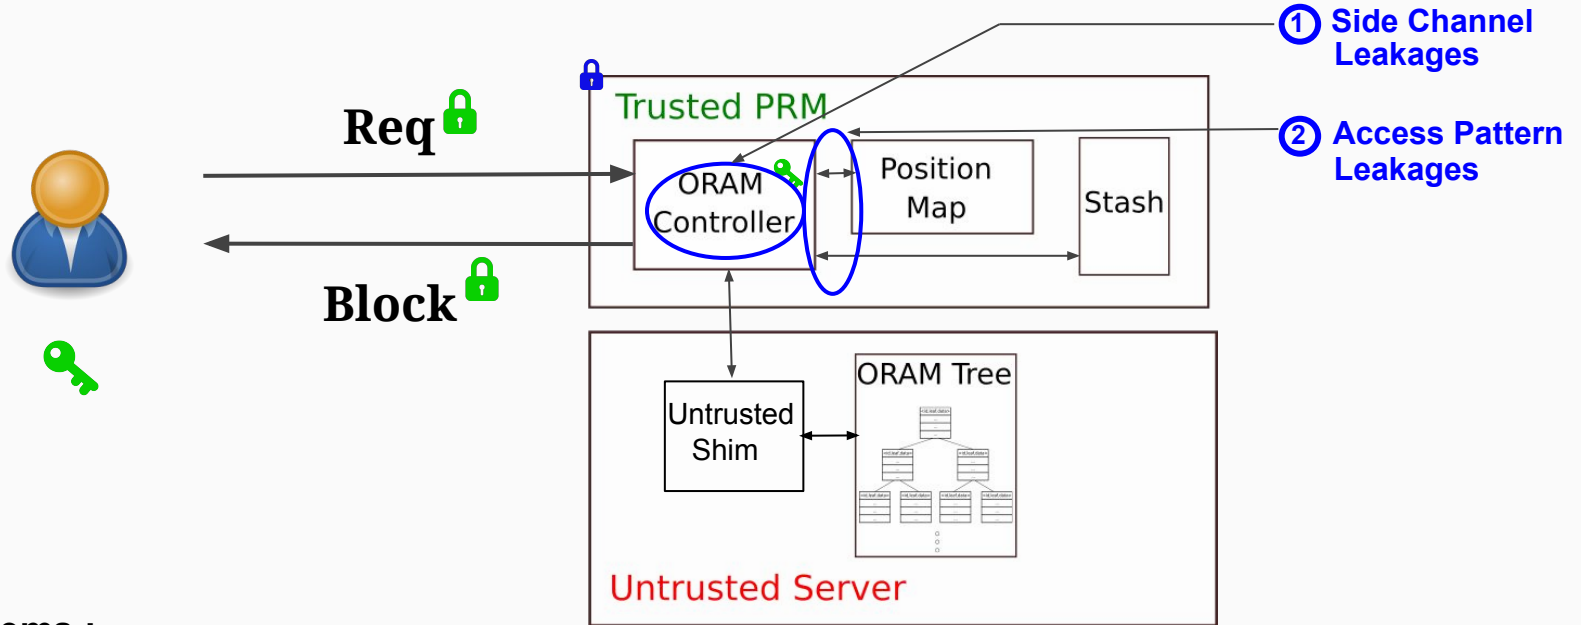 1 Side Channel
Leakages
Trusted PRM
Req
2 Access Pattern
Leakages
ORAM
Controller
Position
Map
Stash
Block
ORAM Tree
Untrusted
Shim
Untrusted Server